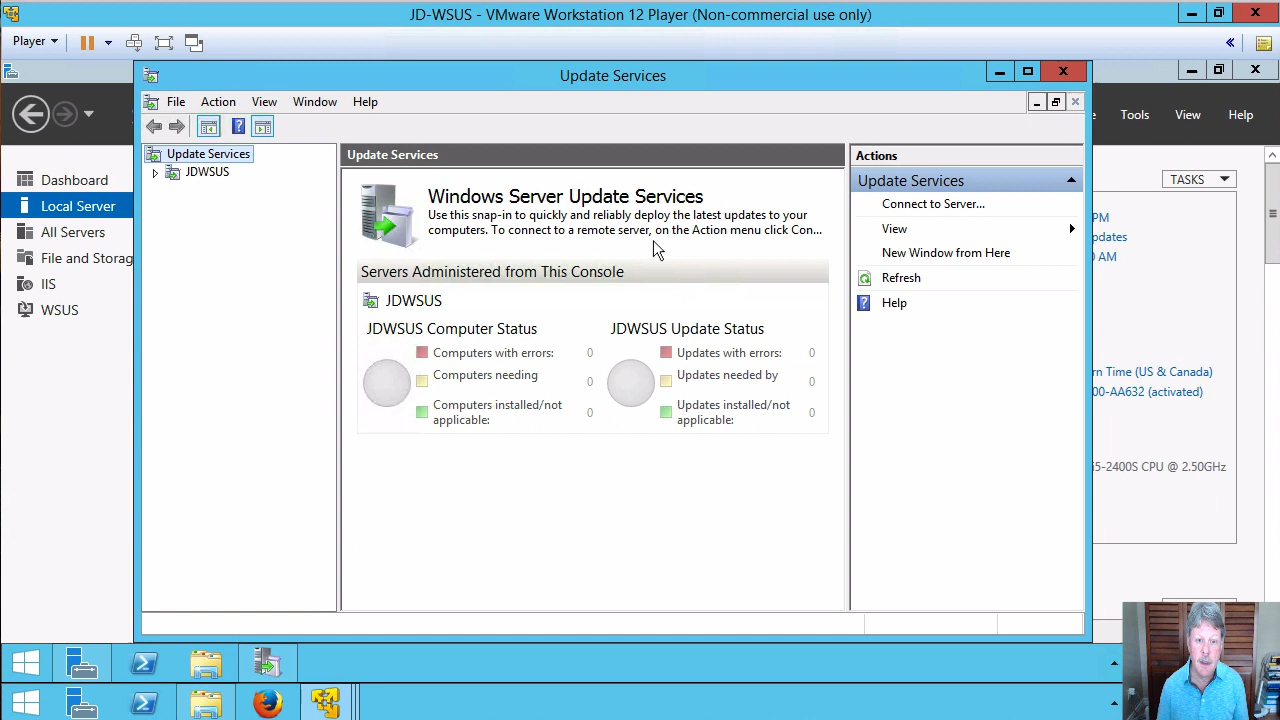 JD-WSUS - VMware Workstation 12 Player (Non-commercial use only)
Player
Update Services
File Action View Window Help
Tools View Help
Dashboard
Local Server
All Servers
File and Storag
IIS
WSUS
Update Services
JDWSUS
Update Services
Windows Server Update Services
Use this snap-in to quickly and reliably deploy the latest updates to your
computers. To connect to a remote server, on the Action menu click Con...
Servers Administered from This Console
JDWSUS
JDWSUS Computer Status
Computers with errors: 0
Computers needing 0
Computers installed/not
applicable: 0
JDWSUS Update Status
Updates with errors: 0
Updates needed by 0
Updates installed/not
applicable: 0
Actions
Update Services
Connect to Server...
View
New Window from Here
Refresh
Help
TASKS
PM
pdates
0 AM
rn Time (US & Canada)
00-AA632 (activated)
i5-2400S CPU @ 2.50GHz